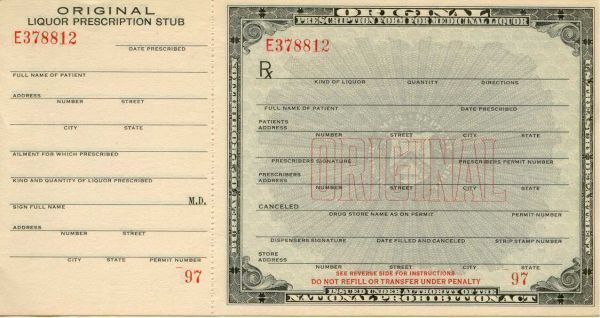 ORIGINAL
LIQUOR PRESCRIPTION STUB
E378812
DATE PRESCRIBED
FULL NAME OF PATIENT
ADDRESS
NUMBER STREET
CITY STATE
AILMENT FOR WHICH PRESCRIBED
KIND AND QUANTITY OF LIQUOR PRESCRIBED
M.D.
SIGN FULL NAME
ADDRESS
NUMBER STREET
CITY STATE PERMIT NUMBER
97
ORIGINAL
PRESCRIPTION FORM FOR MEDICINAL LIQUOR
E378812
Rx
KIND OF LIQUOR QUANTITY DIRECTIONS
FULL NAME OF PATIENT DATE PRESCRIBED
PATIENTS
ADDRESS
NUMBER STREET CITY STATE
ORIGINAL
PRESCRIBERS SIGNATURE PRESCRIBERS PERMIT NUMBER
PRESCRIBERS
ADDRESS
NUMBER STREET CITY STATE
CANCELED
DRUG STORE NAME AS ON PERMIT PERMIT NUMBER
DISPENSERS SIGNATURE DATE FILLED AND CANCELED STRIP STAMP NUMBER
STORE
ADDRESS
NUMBER STREET CITY STATE
SEE REVERSE SIDE FOR INSTRUCTIONS
DO NOT REFILL OR TRANSFER UNDER PENALTY
97
ISSUED UNDER AUTHORITY OF THE
NATIONAL PROHIBITION ACT